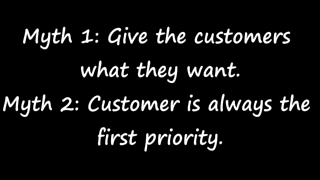 Myth 1: Give the customers
what they want.
Myth 2: Customer is always the
first priority.